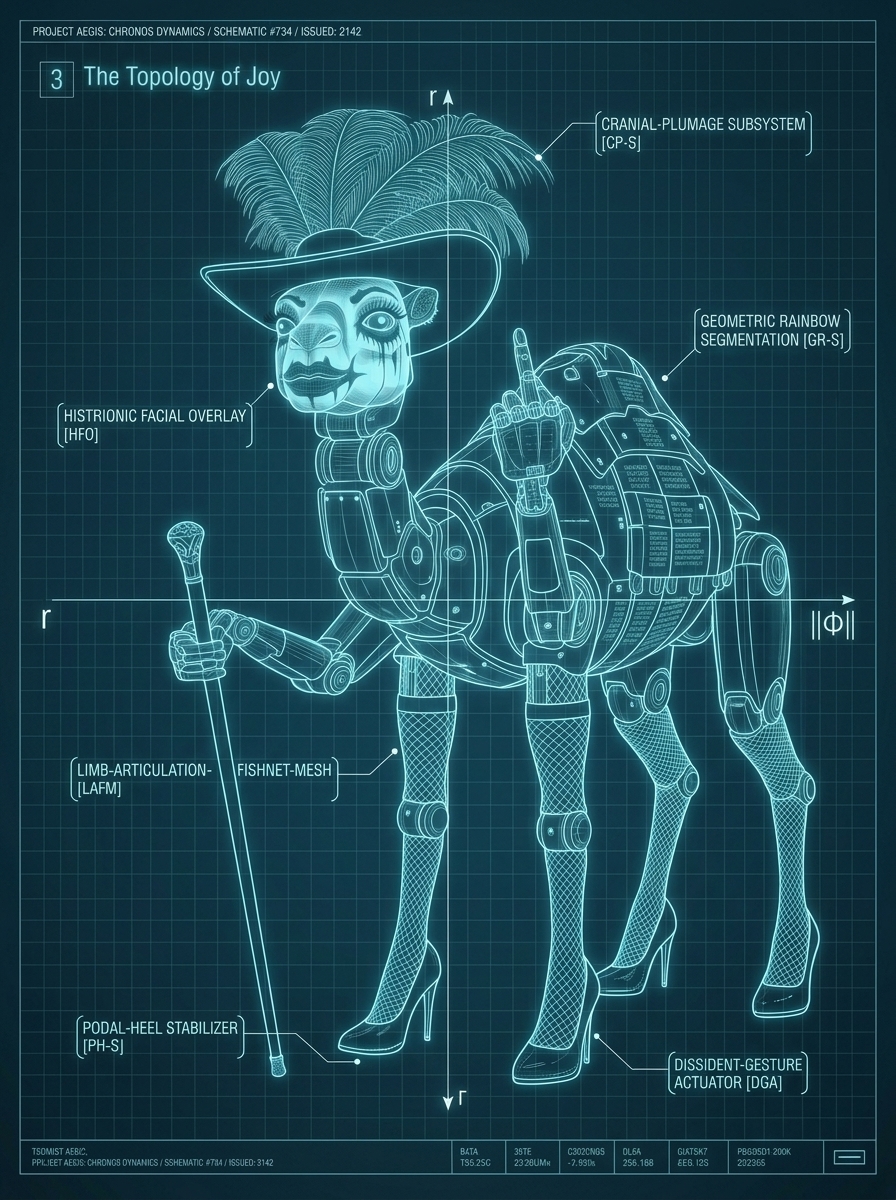 PROJECT AEGIS: CHRONOS DYNAMICS / SCHEMATIC #734 / ISSUED: 2142
3 The Topology of Joy
r
CRANIAL-PLUMAGE SUBSYSTEM
[CP-S]
GEOMETRIC RAINBOW
SEGMENTATION [GR-S]
HISTRIONIC FACIAL OVERLAY
[HFO]
r
||Φ||
LIMB-ARTICULATION- FISHNET-MESH
[LAFM]
PODAL-HEEL STABILIZER
[PH-S]
DISSIDENT-GESTURE
ACTUATOR [DGA]
r
BATA
DL6A
256.188
202365